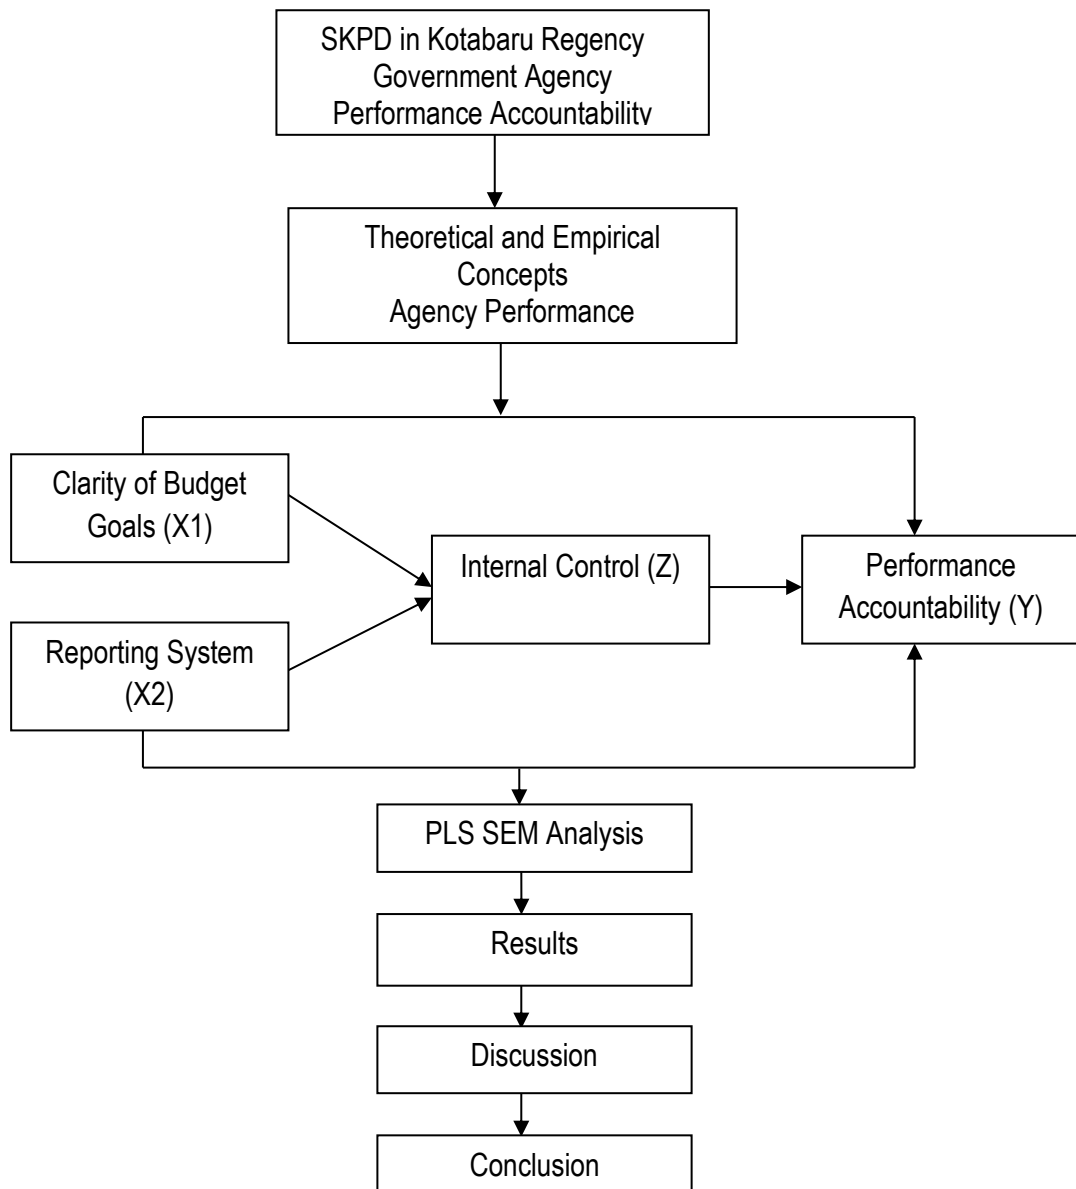 SKPD in Kotabaru Regency
Government Agency
Performance Accountability
Theoretical and Empirical
Concepts
Agency Performance
Clarity of Budget
Goals (X1)
Internal Control (Z)
Performance
Accountability (Y)
Reporting System
(X2)
PLS SEM Analysis
Results
Discussion
Conclusion